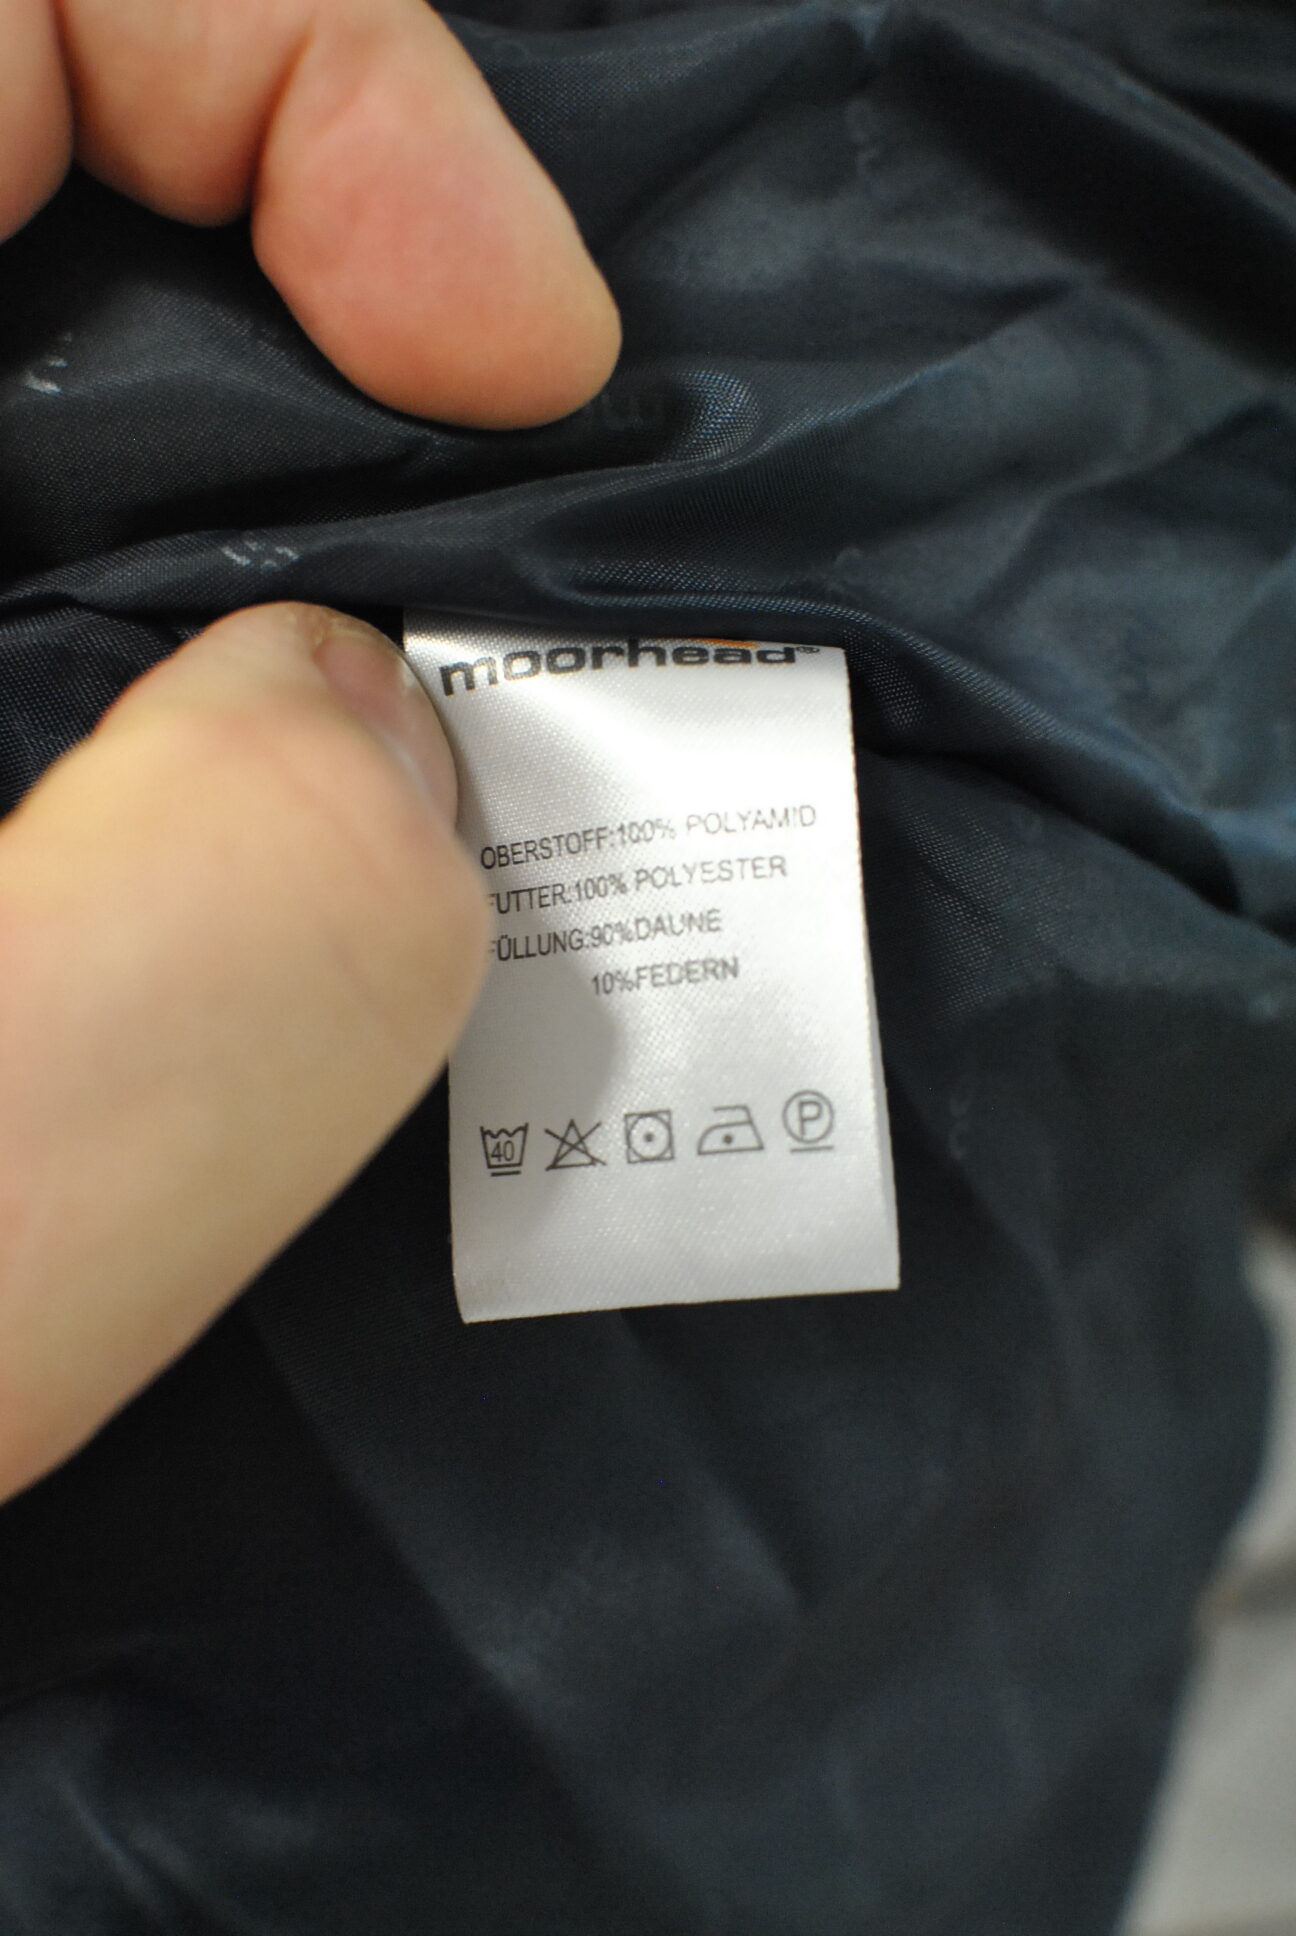 moorhead®
OBERSTOFF:100% POLYAMID
FUTTER:100% POLYESTER
FÜLLUNG:90%DAUNE
10%FEDERN
40 P